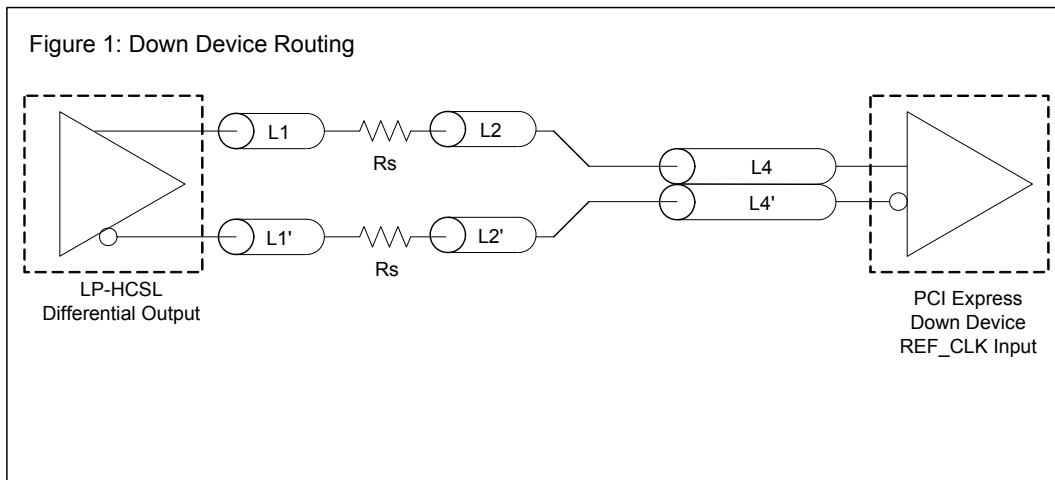 Figure 1: Down Device Routing
L1
Rs
L2
L4
L4'
L1'
Rs
L2'
LP-HCSL
Differential Output
PCI Express
Down Device
REF_CLK Input